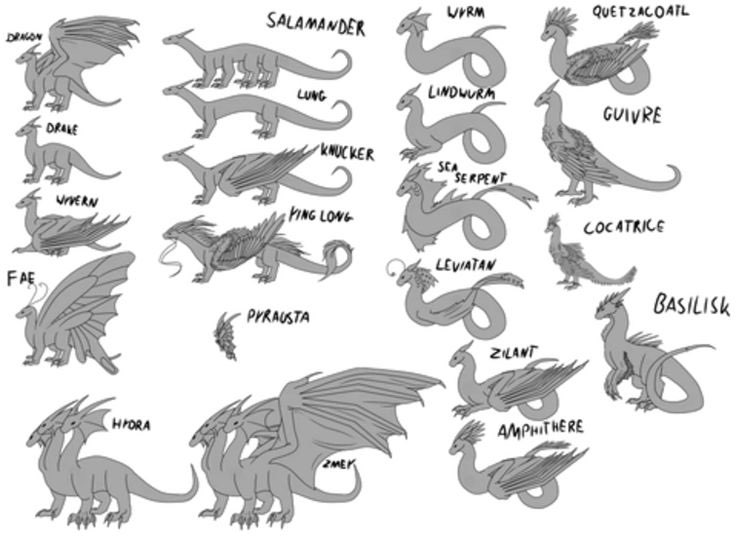 DRAGON
DRAKE
WYVERN
FAE
HYDRA
SALAMANDER
LUNG
KNUCKER
YING LONG
PYRAUSTA
ZMEY
WYRM
LINDWURM
SEA
SERPENT
LEVIATAN
ZILANT
AMPHITHERE
QUETZACOATL
GUIVRE
COCATRICE
BASILISK